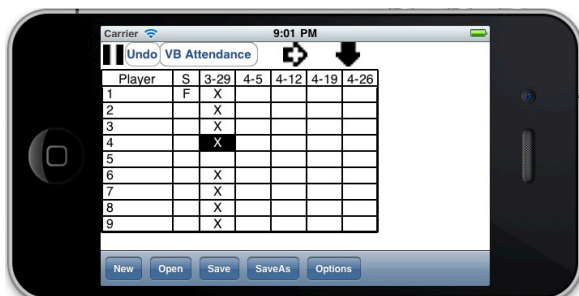 Carrier 9:01 PM
Undo VB Attendance
Player S 3-29 4-5 4-12 4-19 4-26
1 F X
2 X
3 X
4 X
5
6 X
7 X
8 X
9 X
New Open Save SaveAs Options